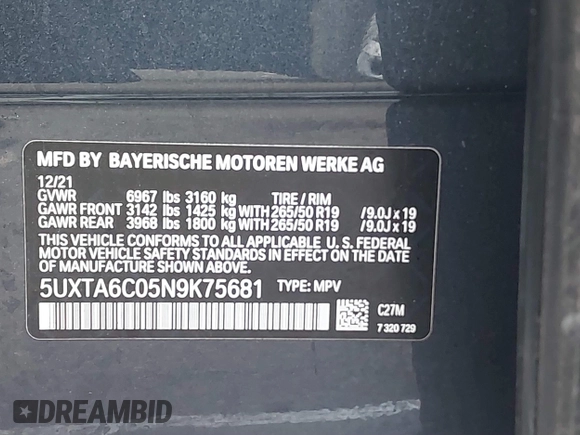 MFD BY BAYERISCHE MOTOREN WERKE AG
12/21
GVWR 6967 lbs 3160 kg TIRE / RIM
GAWR FRONT 3142 lbs 1425 kg WITH 265/50 R19 /9.0J x 19
GAWR REAR 3968 lbs 1800 kg WITH 265/50 R19 /9.0J x 19
THIS VEHICLE CONFORMS TO ALL APPLICABLE U. S. FEDERAL
MOTOR VEHICLE SAFETY STANDARDS IN EFFECT ON THE DATE
OF MANUFACTURE SHOWN ABOVE.
5UXTA6C05N9K75681 TYPE: MPV
C27M
7 320 729
DREAMBID